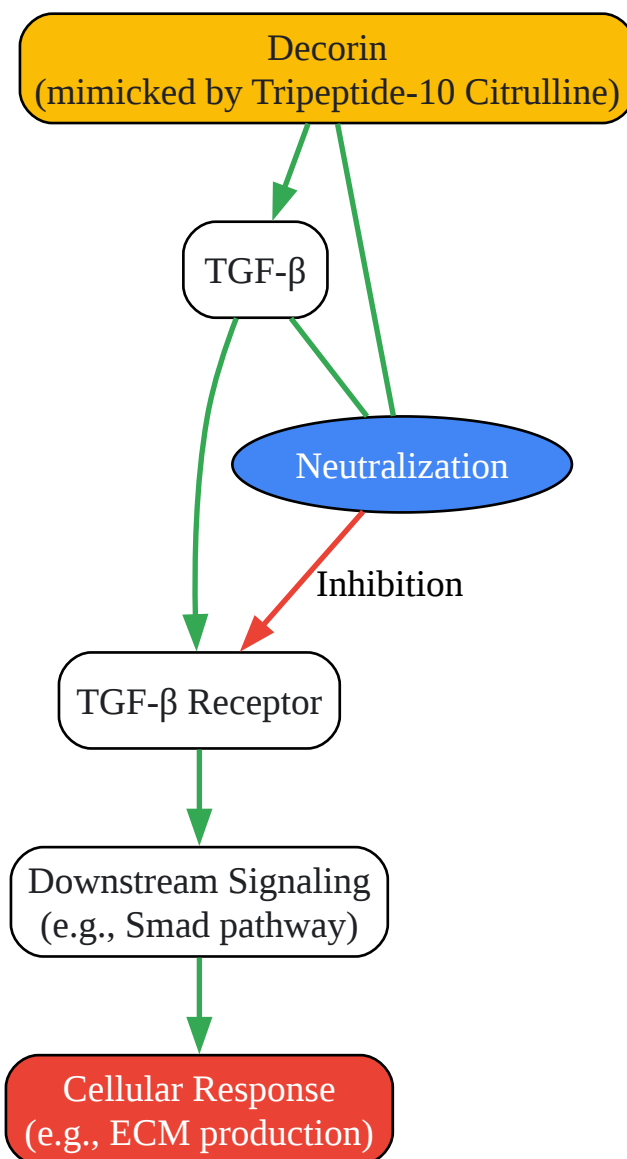 Decorin
(mimicked by Tripeptide-10 Citrulline)
TGF-β
Neutralization
Inhibition
TGF-β Receptor
Downstream Signaling
(e.g., Smad pathway)
Cellular Response
(e.g., ECM production)